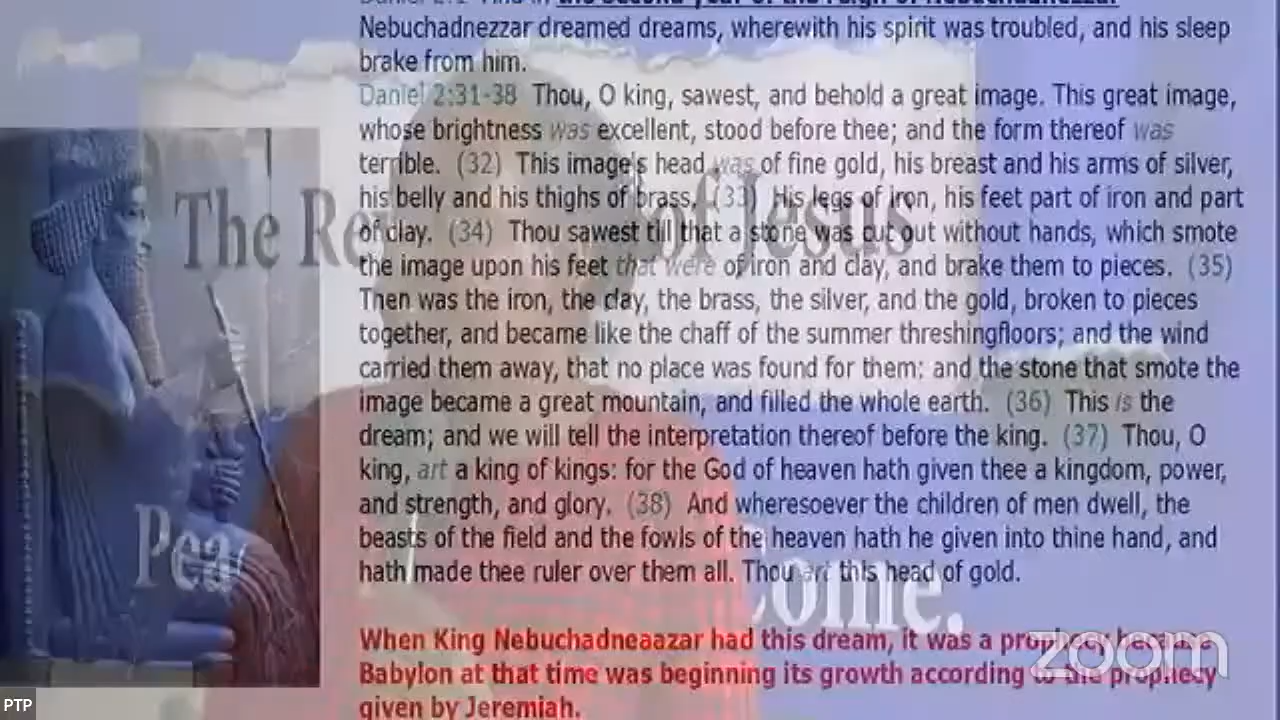 Daniel 2:1 And in the second year of the reign of Nebuchadnezzar
Nebuchadnezzar dreamed dreams, wherewith his spirit was troubled, and his sleep
brake from him.
Daniel 2:31-38 Thou, O king, sawest, and behold a great image. This great image,
whose brightness was excellent, stood before thee; and the form thereof was
terrible. (32) This image's head was of fine gold, his breast and his arms of silver,
his belly and his thighs of brass, (33) His legs of iron, his feet part of iron and part
of clay. (34) Thou sawest till that a stone was cut out without hands, which smote
the image upon his feet that were of iron and clay, and brake them to pieces. (35)
Then was the iron, the clay, the brass, the silver, and the gold, broken to pieces
together, and became like the chaff of the summer threshingfloors; and the wind
carried them away, that no place was found for them: and the stone that smote the
image became a great mountain, and filled the whole earth. (36) This is the
dream; and we will tell the interpretation thereof before the king. (37) Thou, O
king, art a king of kings: for the God of heaven hath given thee a kingdom, power,
and strength, and glory. (38) And wheresoever the children of men dwell, the
beasts of the field and the fowls of the heaven hath he given into thine hand, and
hath made thee ruler over them all. Thou art this head of gold.
When King Nebuchadneaazar had this dream, it was a prophecy because
Babylon at that time was beginning its growth according to the prophecy
given by Jeremiah.
The of Jesus
Come.
zoom
PTP